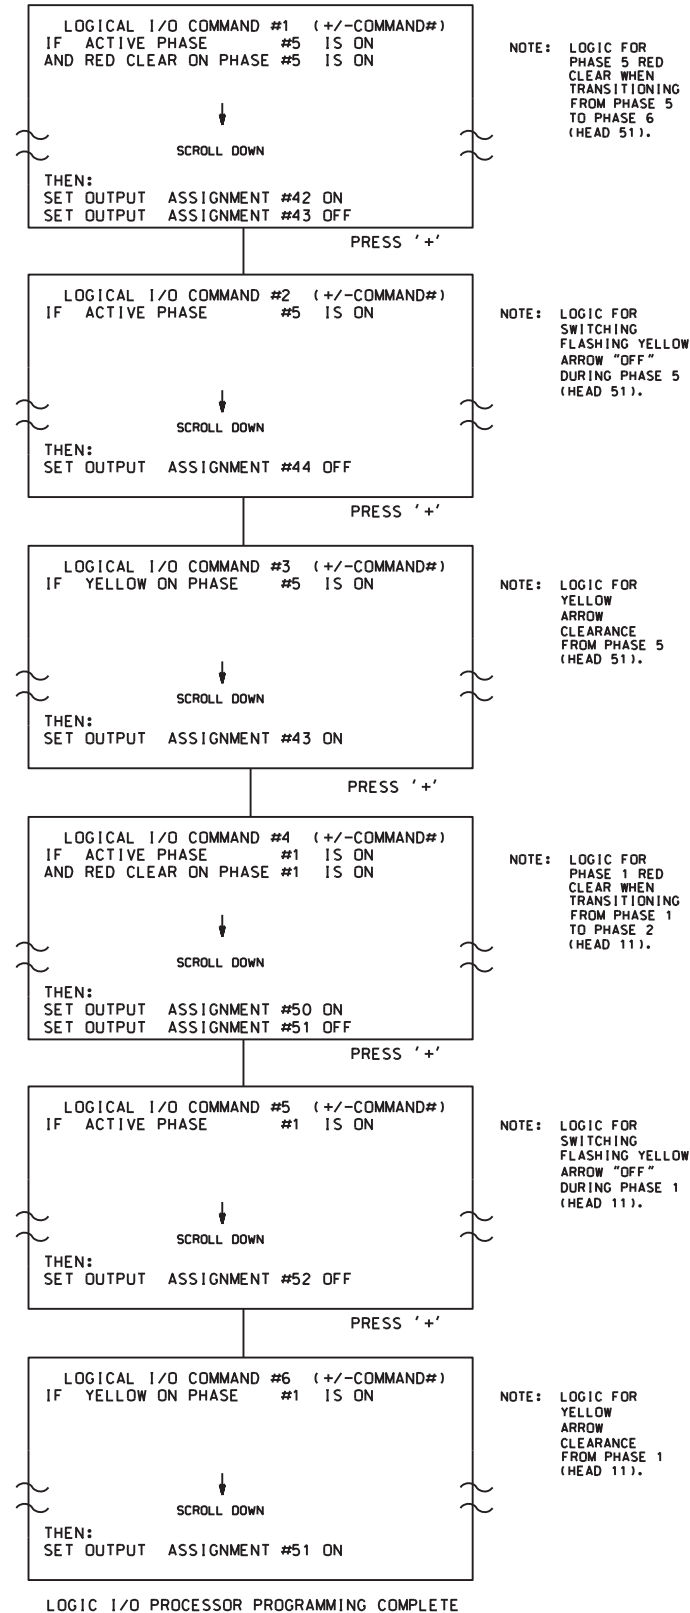 LOGICAL I/O COMMAND #1 (+/-COMMAND#)
IF ACTIVE PHASE #5 IS ON
AND RED CLEAR ON PHASE #5 IS ON
SCROLL DOWN
THEN:
SET OUTPUT ASSIGNMENT #42 ON
SET OUTPUT ASSIGNMENT #43 OFF
NOTE: LOGIC FOR
PHASE 5 RED
CLEAR WHEN
TRANSITIONING
FROM PHASE 5
TO PHASE 6
(HEAD 51).
PRESS '+'
LOGICAL I/O COMMAND #2 (+/-COMMAND#)
IF ACTIVE PHASE #5 IS ON
SCROLL DOWN
THEN:
SET OUTPUT ASSIGNMENT #44 OFF
NOTE: LOGIC FOR
SWITCHING
FLASHING YELLOW
ARROW "OFF"
DURING PHASE 5
(HEAD 51).
PRESS '+'
LOGICAL I/O COMMAND #3 (+/-COMMAND#)
IF YELLOW ON PHASE #5 IS ON
SCROLL DOWN
THEN:
SET OUTPUT ASSIGNMENT #43 ON
NOTE: LOGIC FOR
YELLOW
ARROW
CLEARANCE
FROM PHASE 5
(HEAD 51).
PRESS '+'
LOGICAL I/O COMMAND #4 (+/-COMMAND#)
IF ACTIVE PHASE #1 IS ON
AND RED CLEAR ON PHASE #1 IS ON
SCROLL DOWN
THEN:
SET OUTPUT ASSIGNMENT #50 ON
SET OUTPUT ASSIGNMENT #51 OFF
NOTE: LOGIC FOR
PHASE 1 RED
CLEAR WHEN
TRANSITIONING
FROM PHASE 1
TO PHASE 2
(HEAD 11).
PRESS '+'
LOGICAL I/O COMMAND #5 (+/-COMMAND#)
IF ACTIVE PHASE #1 IS ON
SCROLL DOWN
THEN:
SET OUTPUT ASSIGNMENT #52 OFF
NOTE: LOGIC FOR
SWITCHING
FLASHING YELLOW
ARROW "OFF"
DURING PHASE 1
(HEAD 11).
PRESS '+'
LOGICAL I/O COMMAND #6 (+/-COMMAND#)
IF YELLOW ON PHASE #1 IS ON
SCROLL DOWN
THEN:
SET OUTPUT ASSIGNMENT #51 ON
NOTE: LOGIC FOR
YELLOW
ARROW
CLEARANCE
FROM PHASE 1
(HEAD 11).
LOGIC I/O PROCESSOR PROGRAMMING COMPLETE